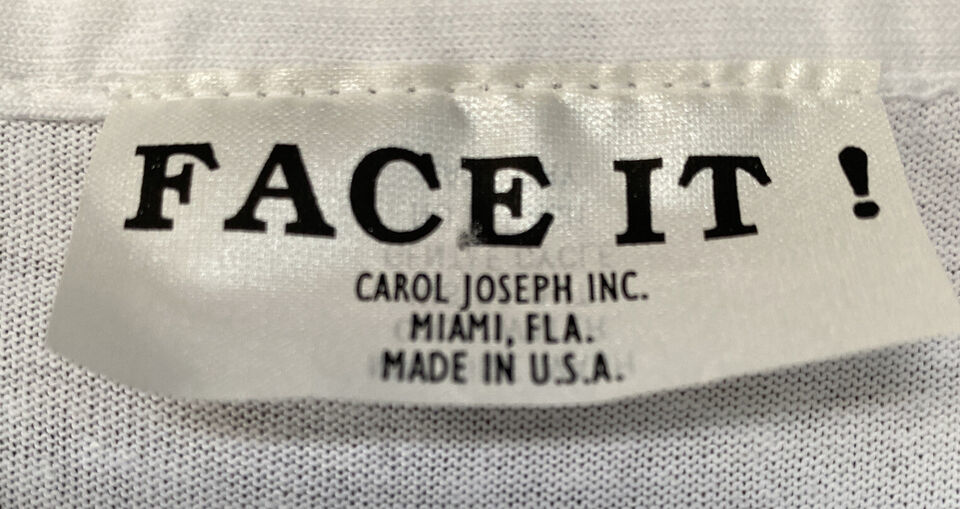 FACE IT !
CAROL JOSEPH INC.
MIAMI, FLA.
MADE IN U.S.A.